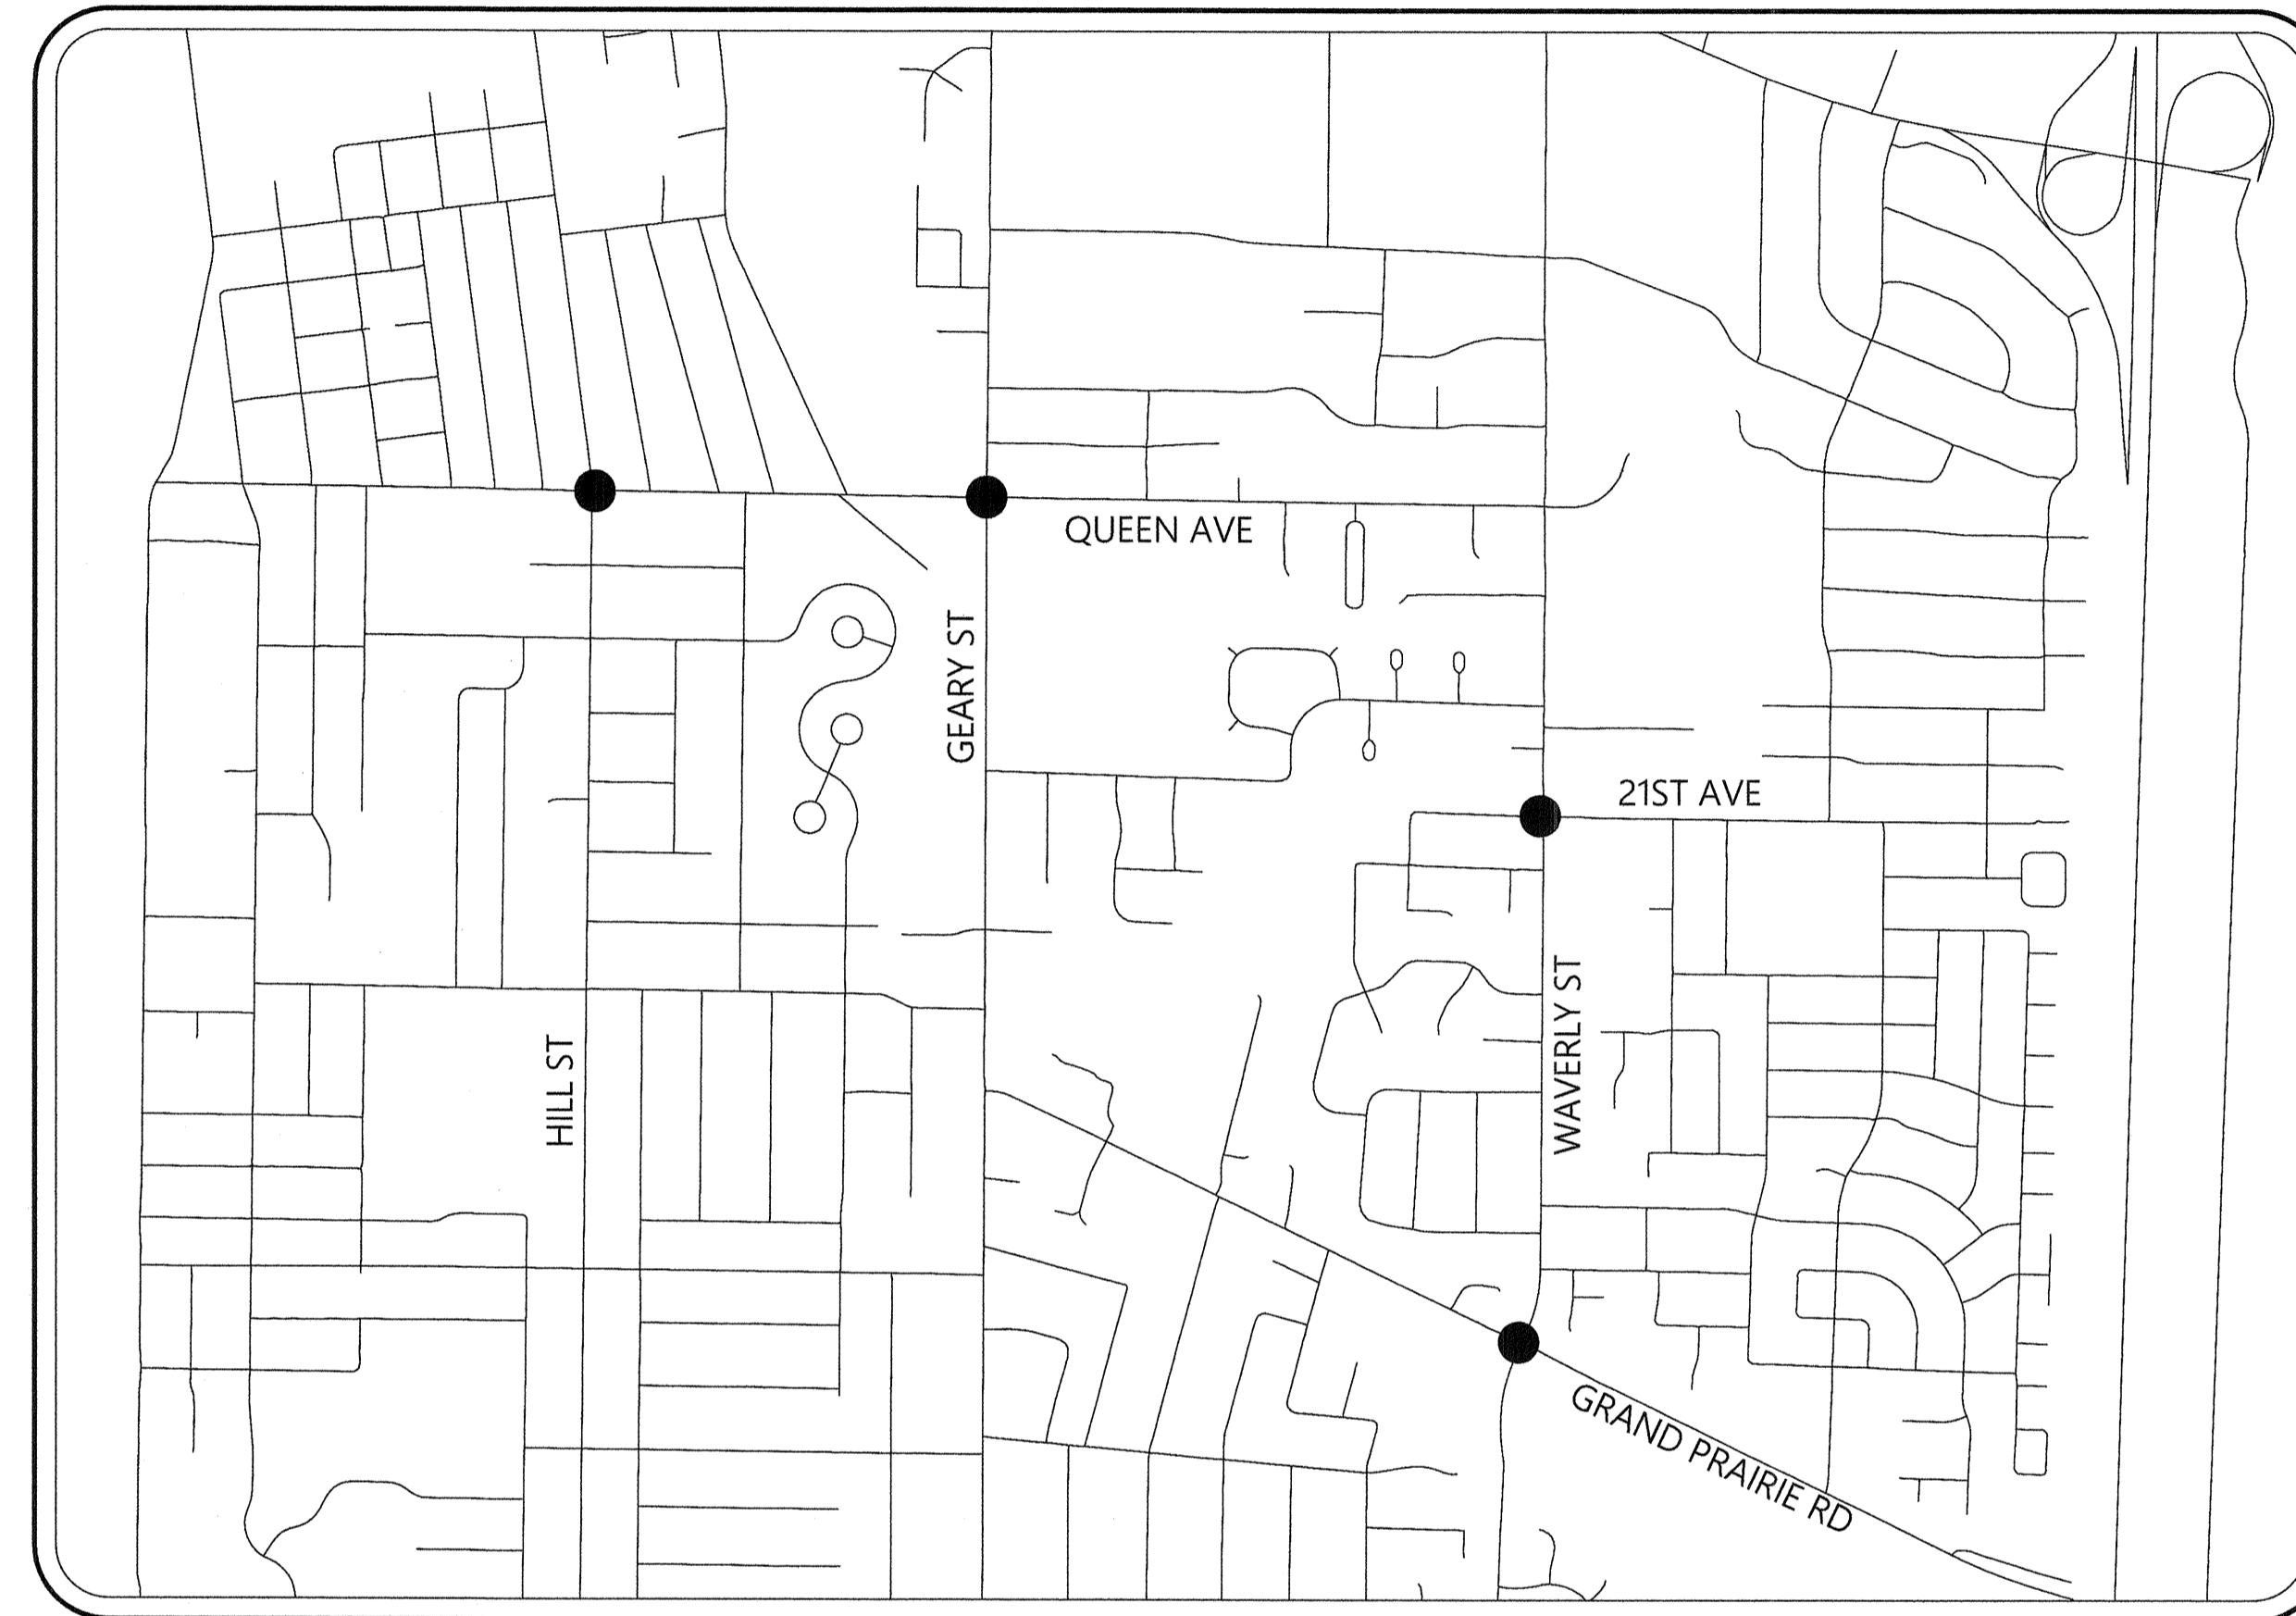 QUEEN AVE
GEARY ST
21ST AVE
HILL ST
WAVERLY ST
GRAND PRAIRIE RD